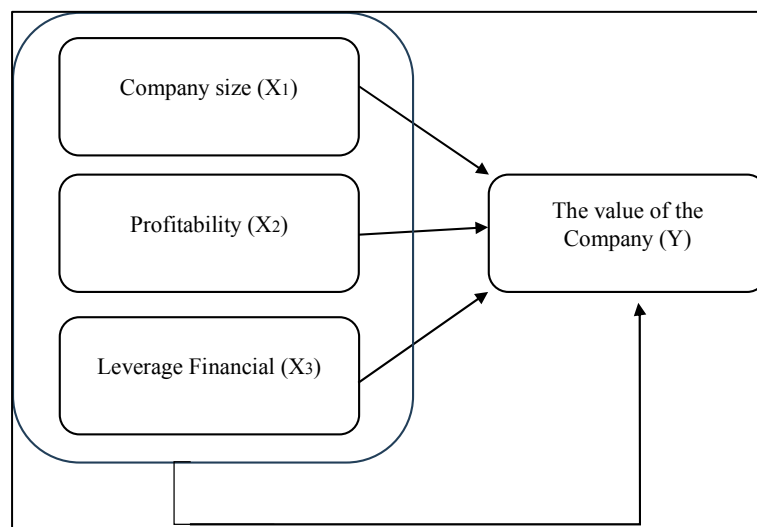 Company size (X1)
Profitability (X2)
Leverage Financial (X3)
The value of the
Company (Y)